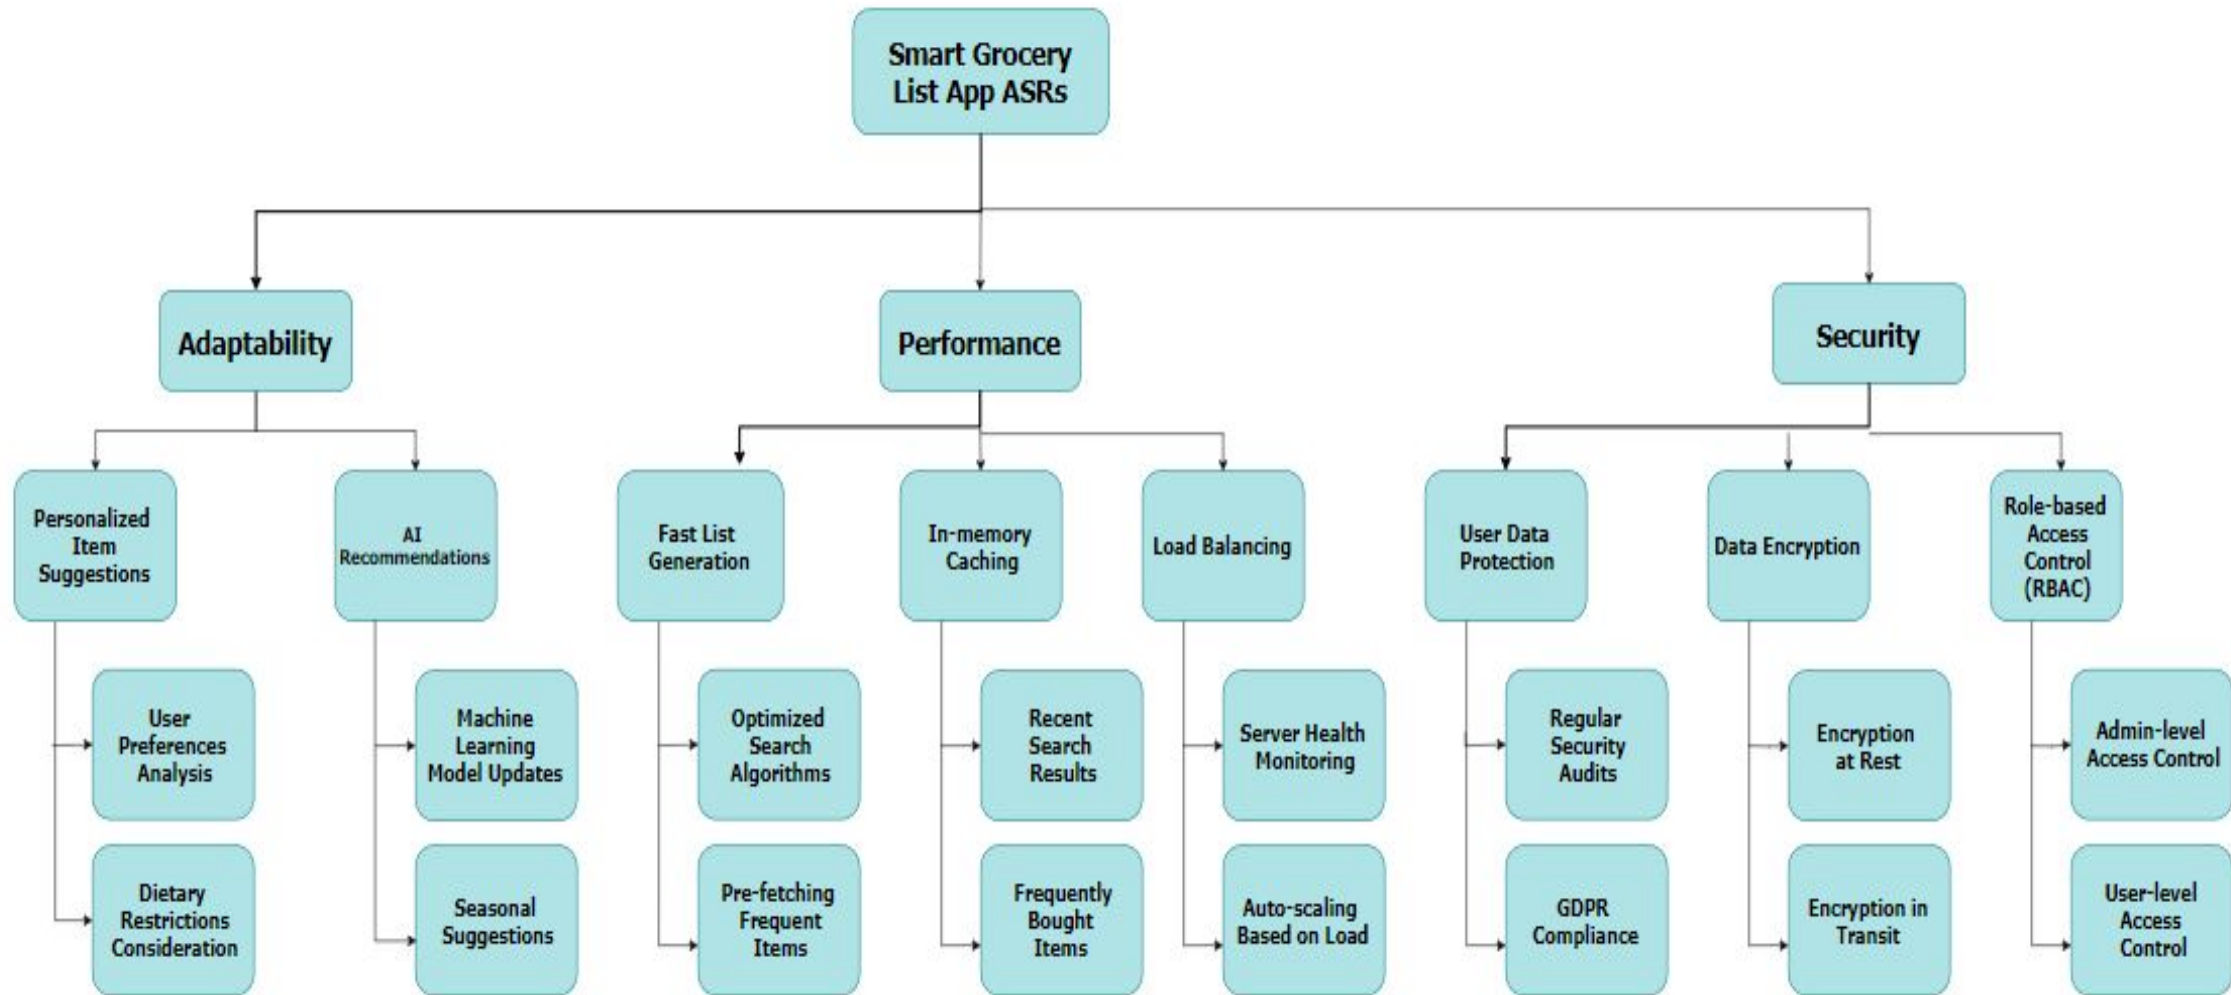 Smart Grocery
List App ASRs
Adaptability
Performance
Security
Personalized
Item
Suggestions
AI
Recommendations
Fast List
Generation
In-memory
Caching
Load Balancing
User Data
Protection
Data Encryption
Role-based
Access
Control
(RBAC)
User
Preferences
Analysis
Machine
Learning
Model Updates
Optimized
Search
Algorithms
Recent
Search
Results
Server Health
Monitoring
Regular
Security
Audits
Encryption
at Rest
Admin-level
Access Control
Dietary
Restrictions
Consideration
Seasonal
Suggestions
Pre-fetching
Frequent
Items
Frequently
Bought
Items
Auto-scaling
Based on Load
GDPR
Compliance
Encryption in
Transit
User-level
Access
Control